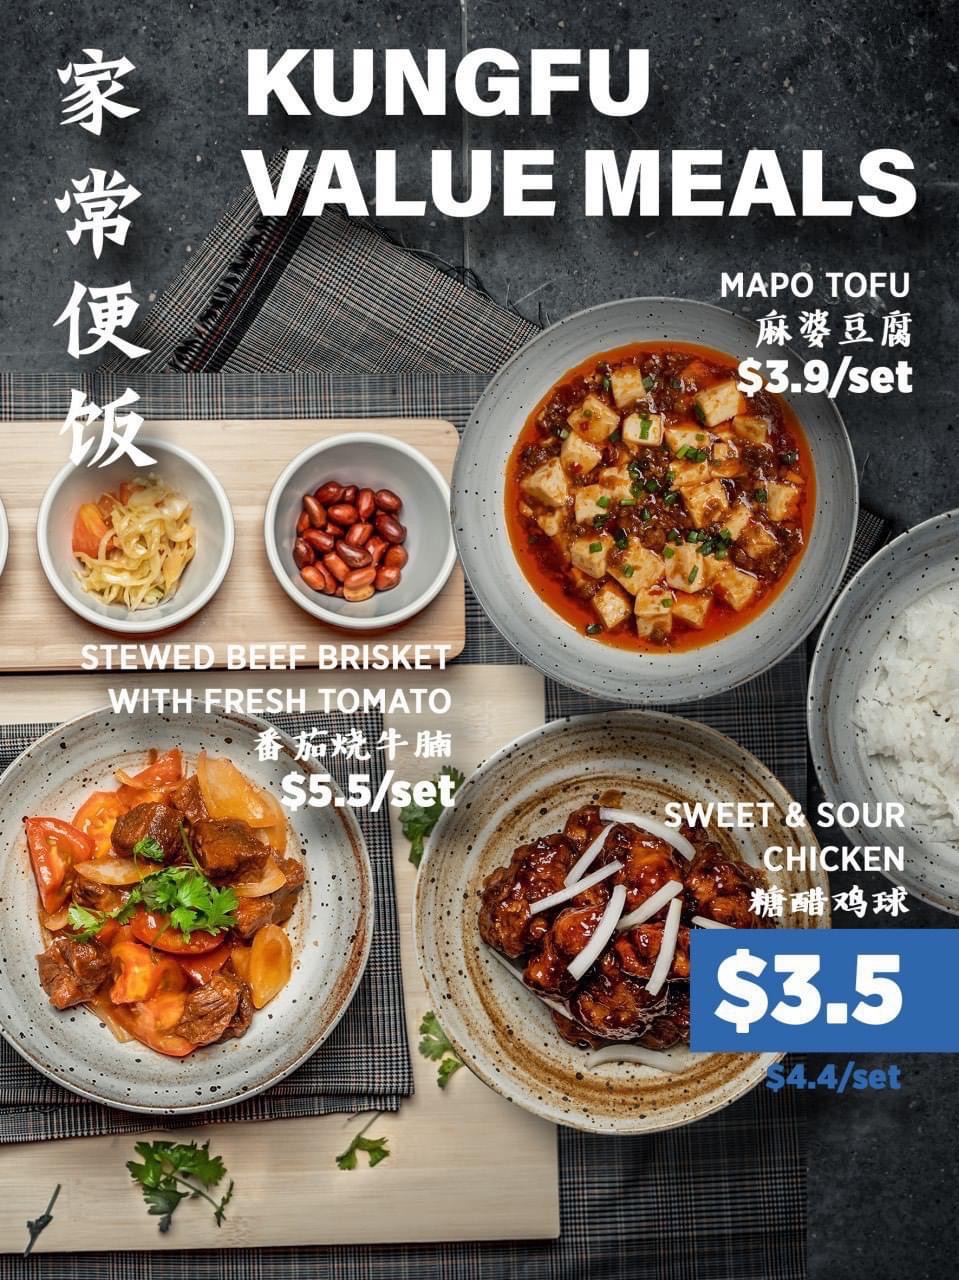 家常便饭
KUNGFU
VALUE MEALS
MAPO TOFU
麻婆豆腐
$3.9/set
STEWED BEEF BRISKET
WITH FRESH TOMATO
番茄烧牛腩
$5.5/set
SWEET & SOUR
CHICKEN
糖醋鸡球
$3.5
$4.4/set